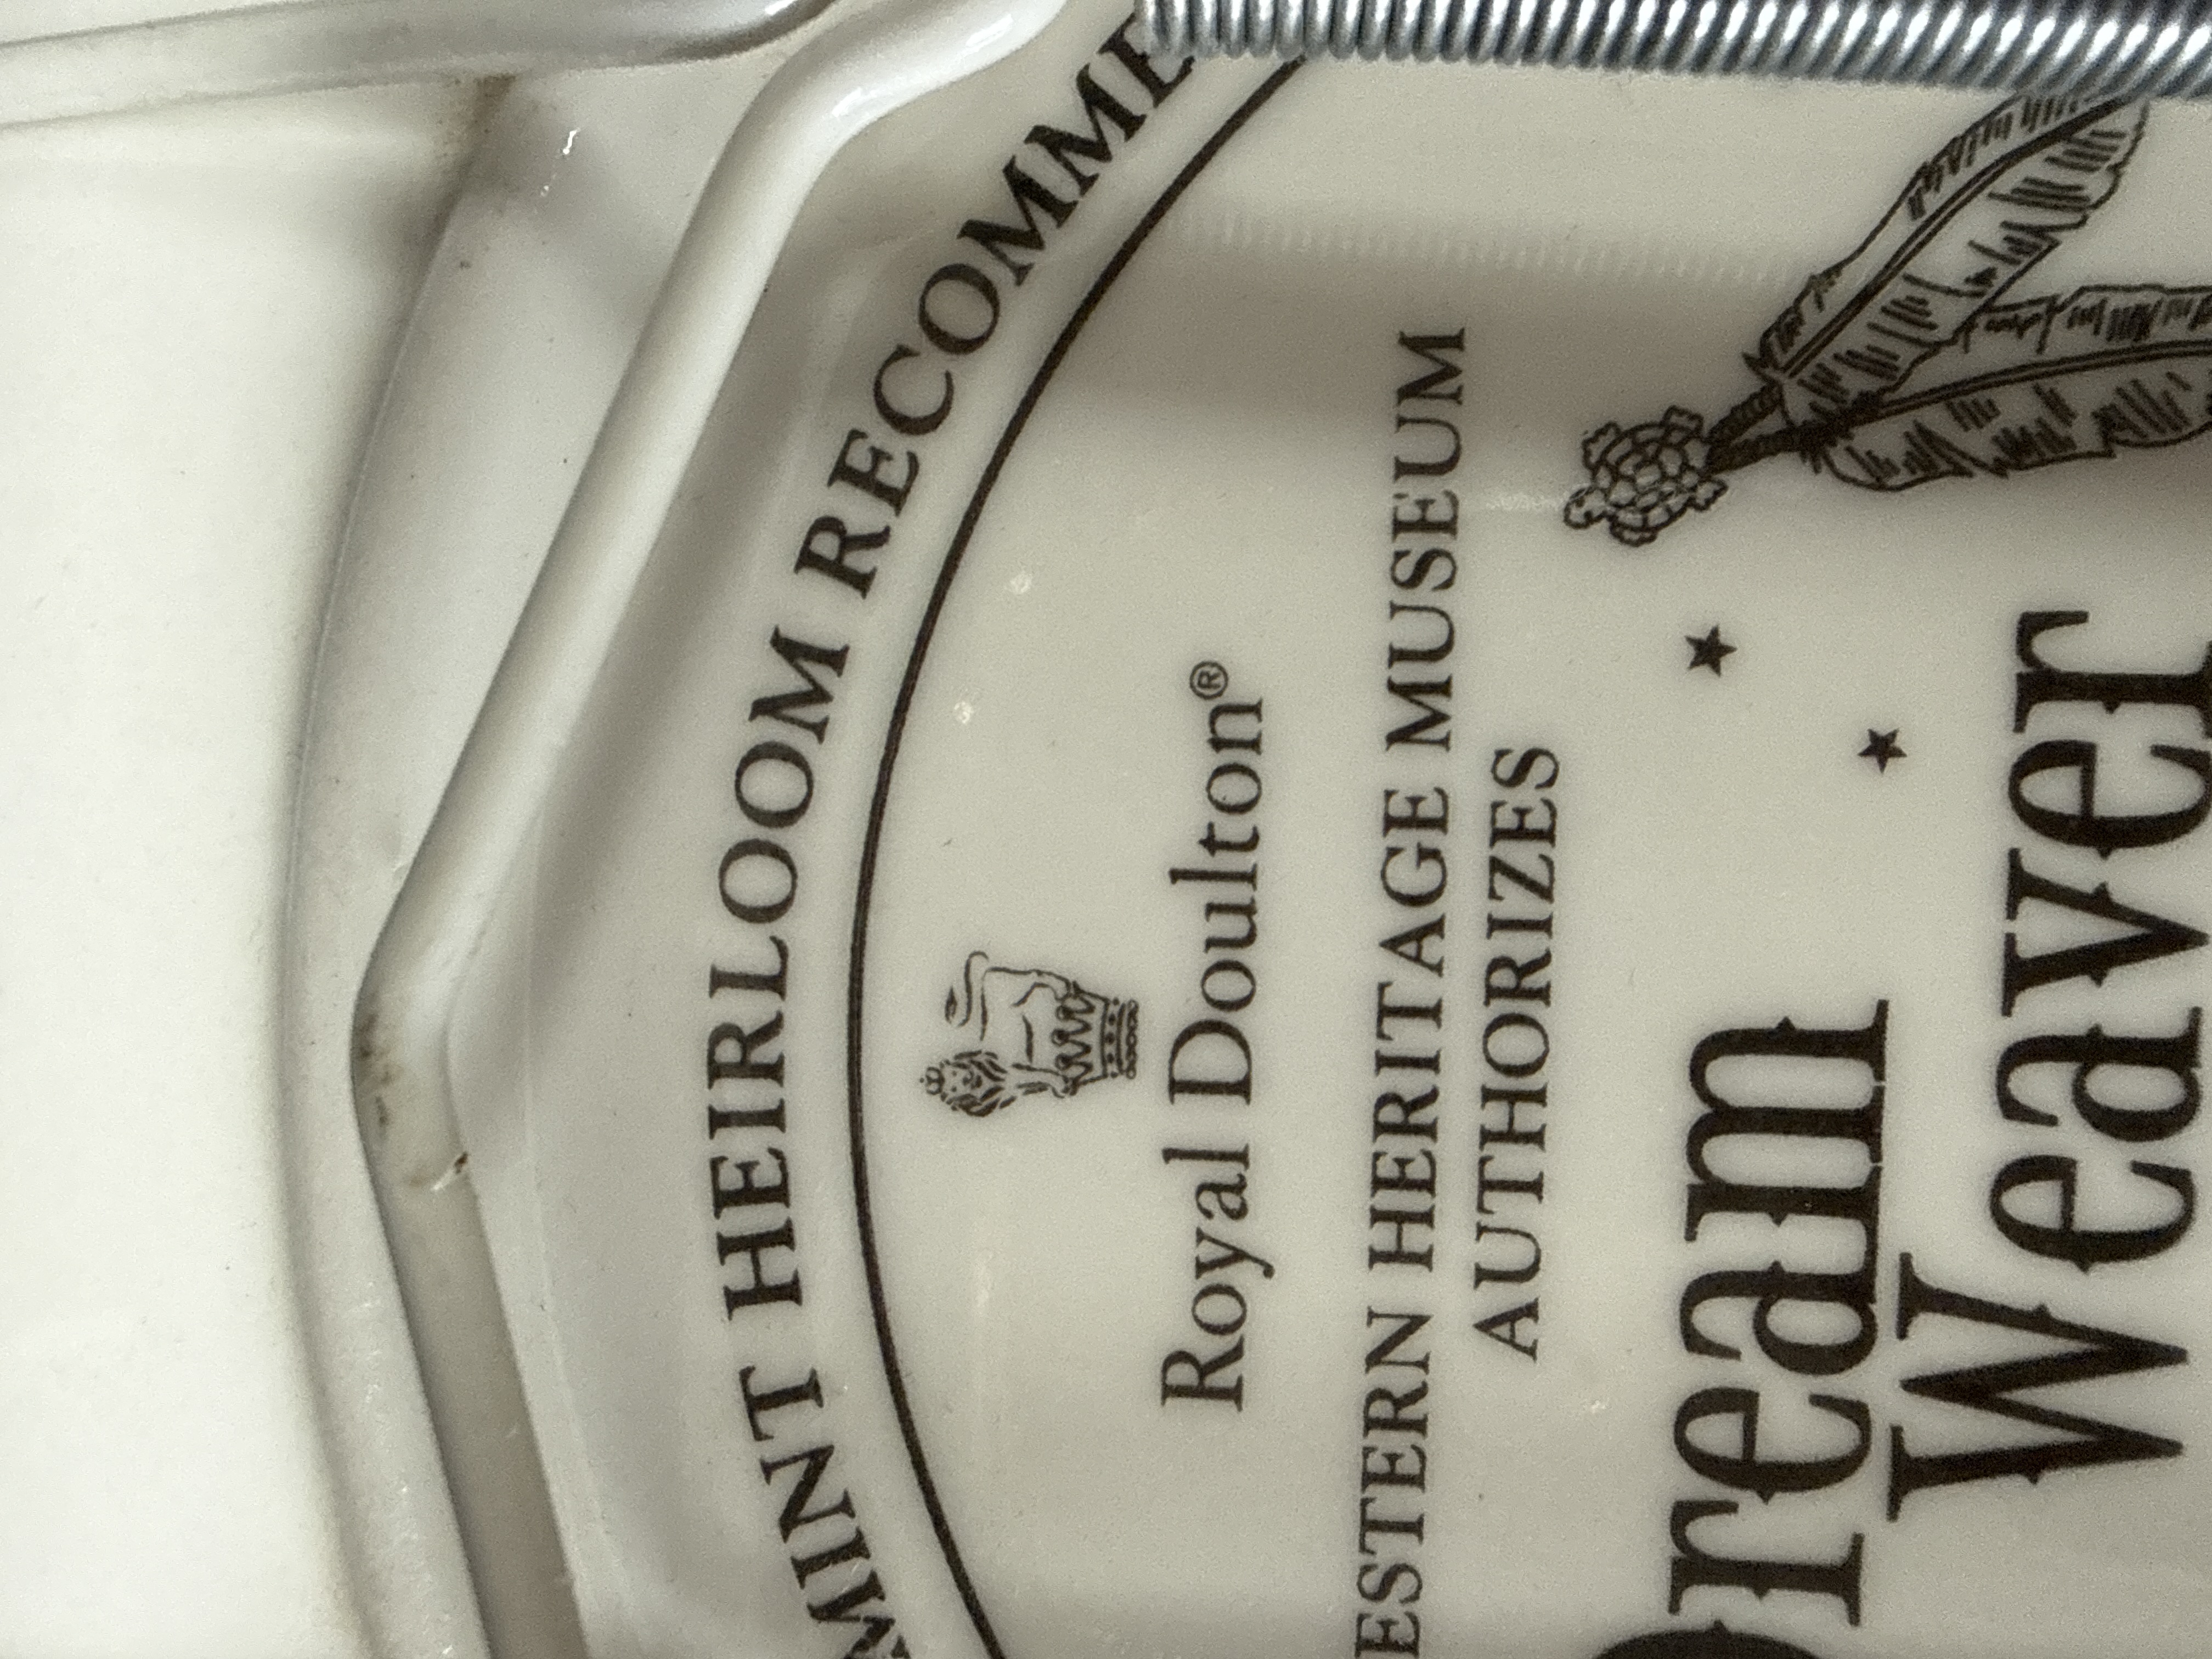 MINT HEIRLOOM RECOMME
Royal Doulton®
ESTERN HERITAGE MUSEUM
AUTHORIZES
ream
Weaver